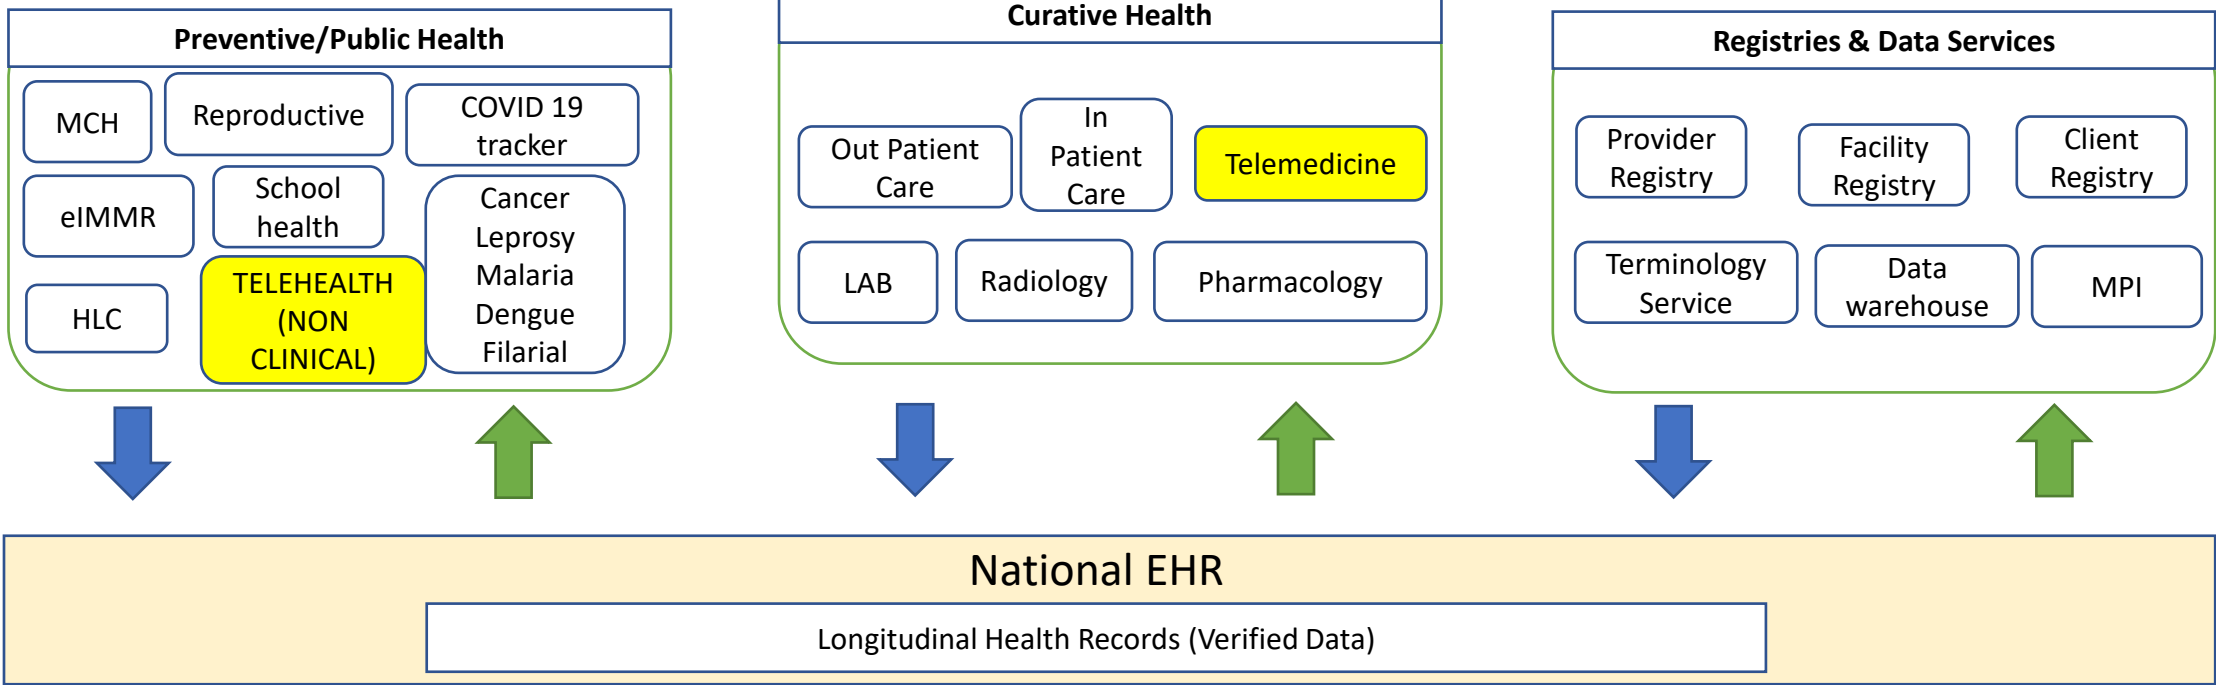 Preventive/Public Health
MCH
Reproductive
COVID 19
tracker
eIMMR
School
health
Cancer
Leprosy
Malaria
Dengue
Filarial
HLC
TELEHEALTH
(NON
CLINICAL)
Curative Health
Out Patient
Care
In
Patient
Care
Telemedicine
LAB
Radiology
Pharmacology
Registries & Data Services
Provider
Registry
Facility
Registry
Client
Registry
Terminology
Service
Data
warehouse
MPI
National EHR
Longitudinal Health Records (Verified Data)